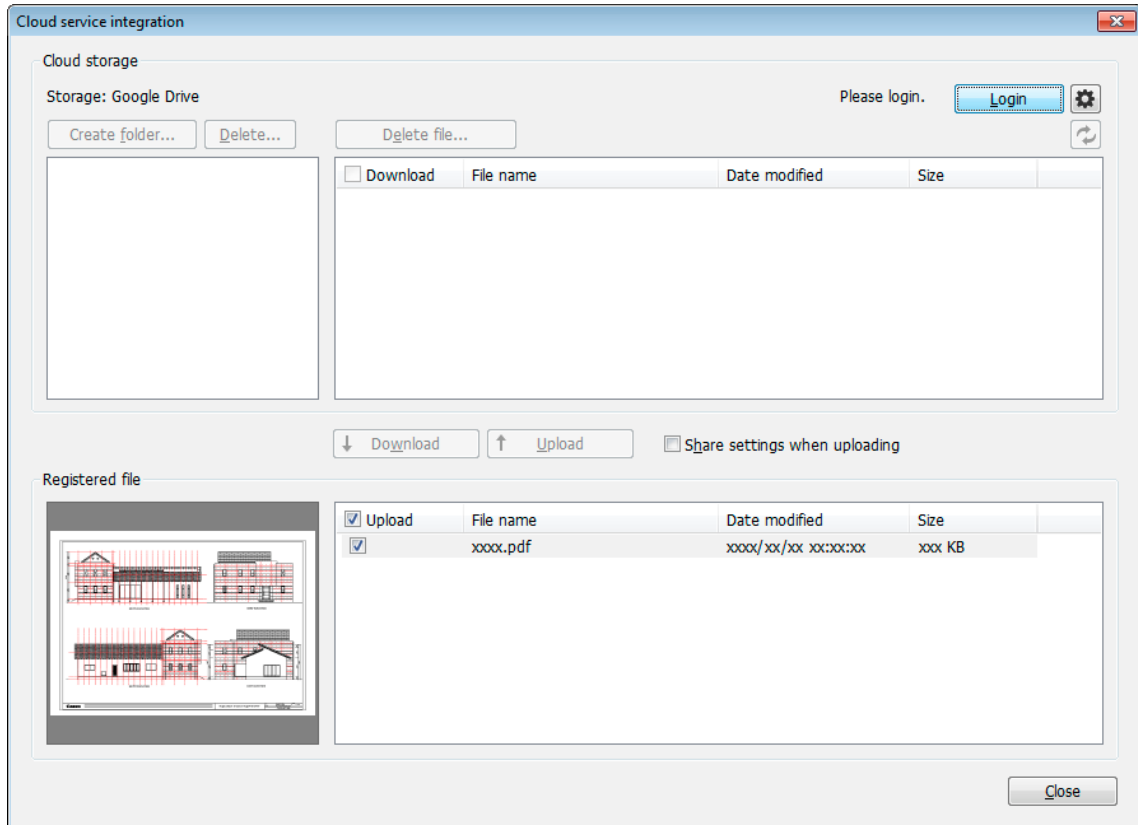 Cloud service integration
Cloud storage
Storage: Google Drive
Please login.
Login
Create folder...
Delete...
Delete file...
Download File name Date modified Size
Download
Upload
Share settings when uploading
Registered file
Upload File name Date modified Size
xxxx.pdf xxxx/xx/xx xx:xx:xx xxx KB
Canon
Close